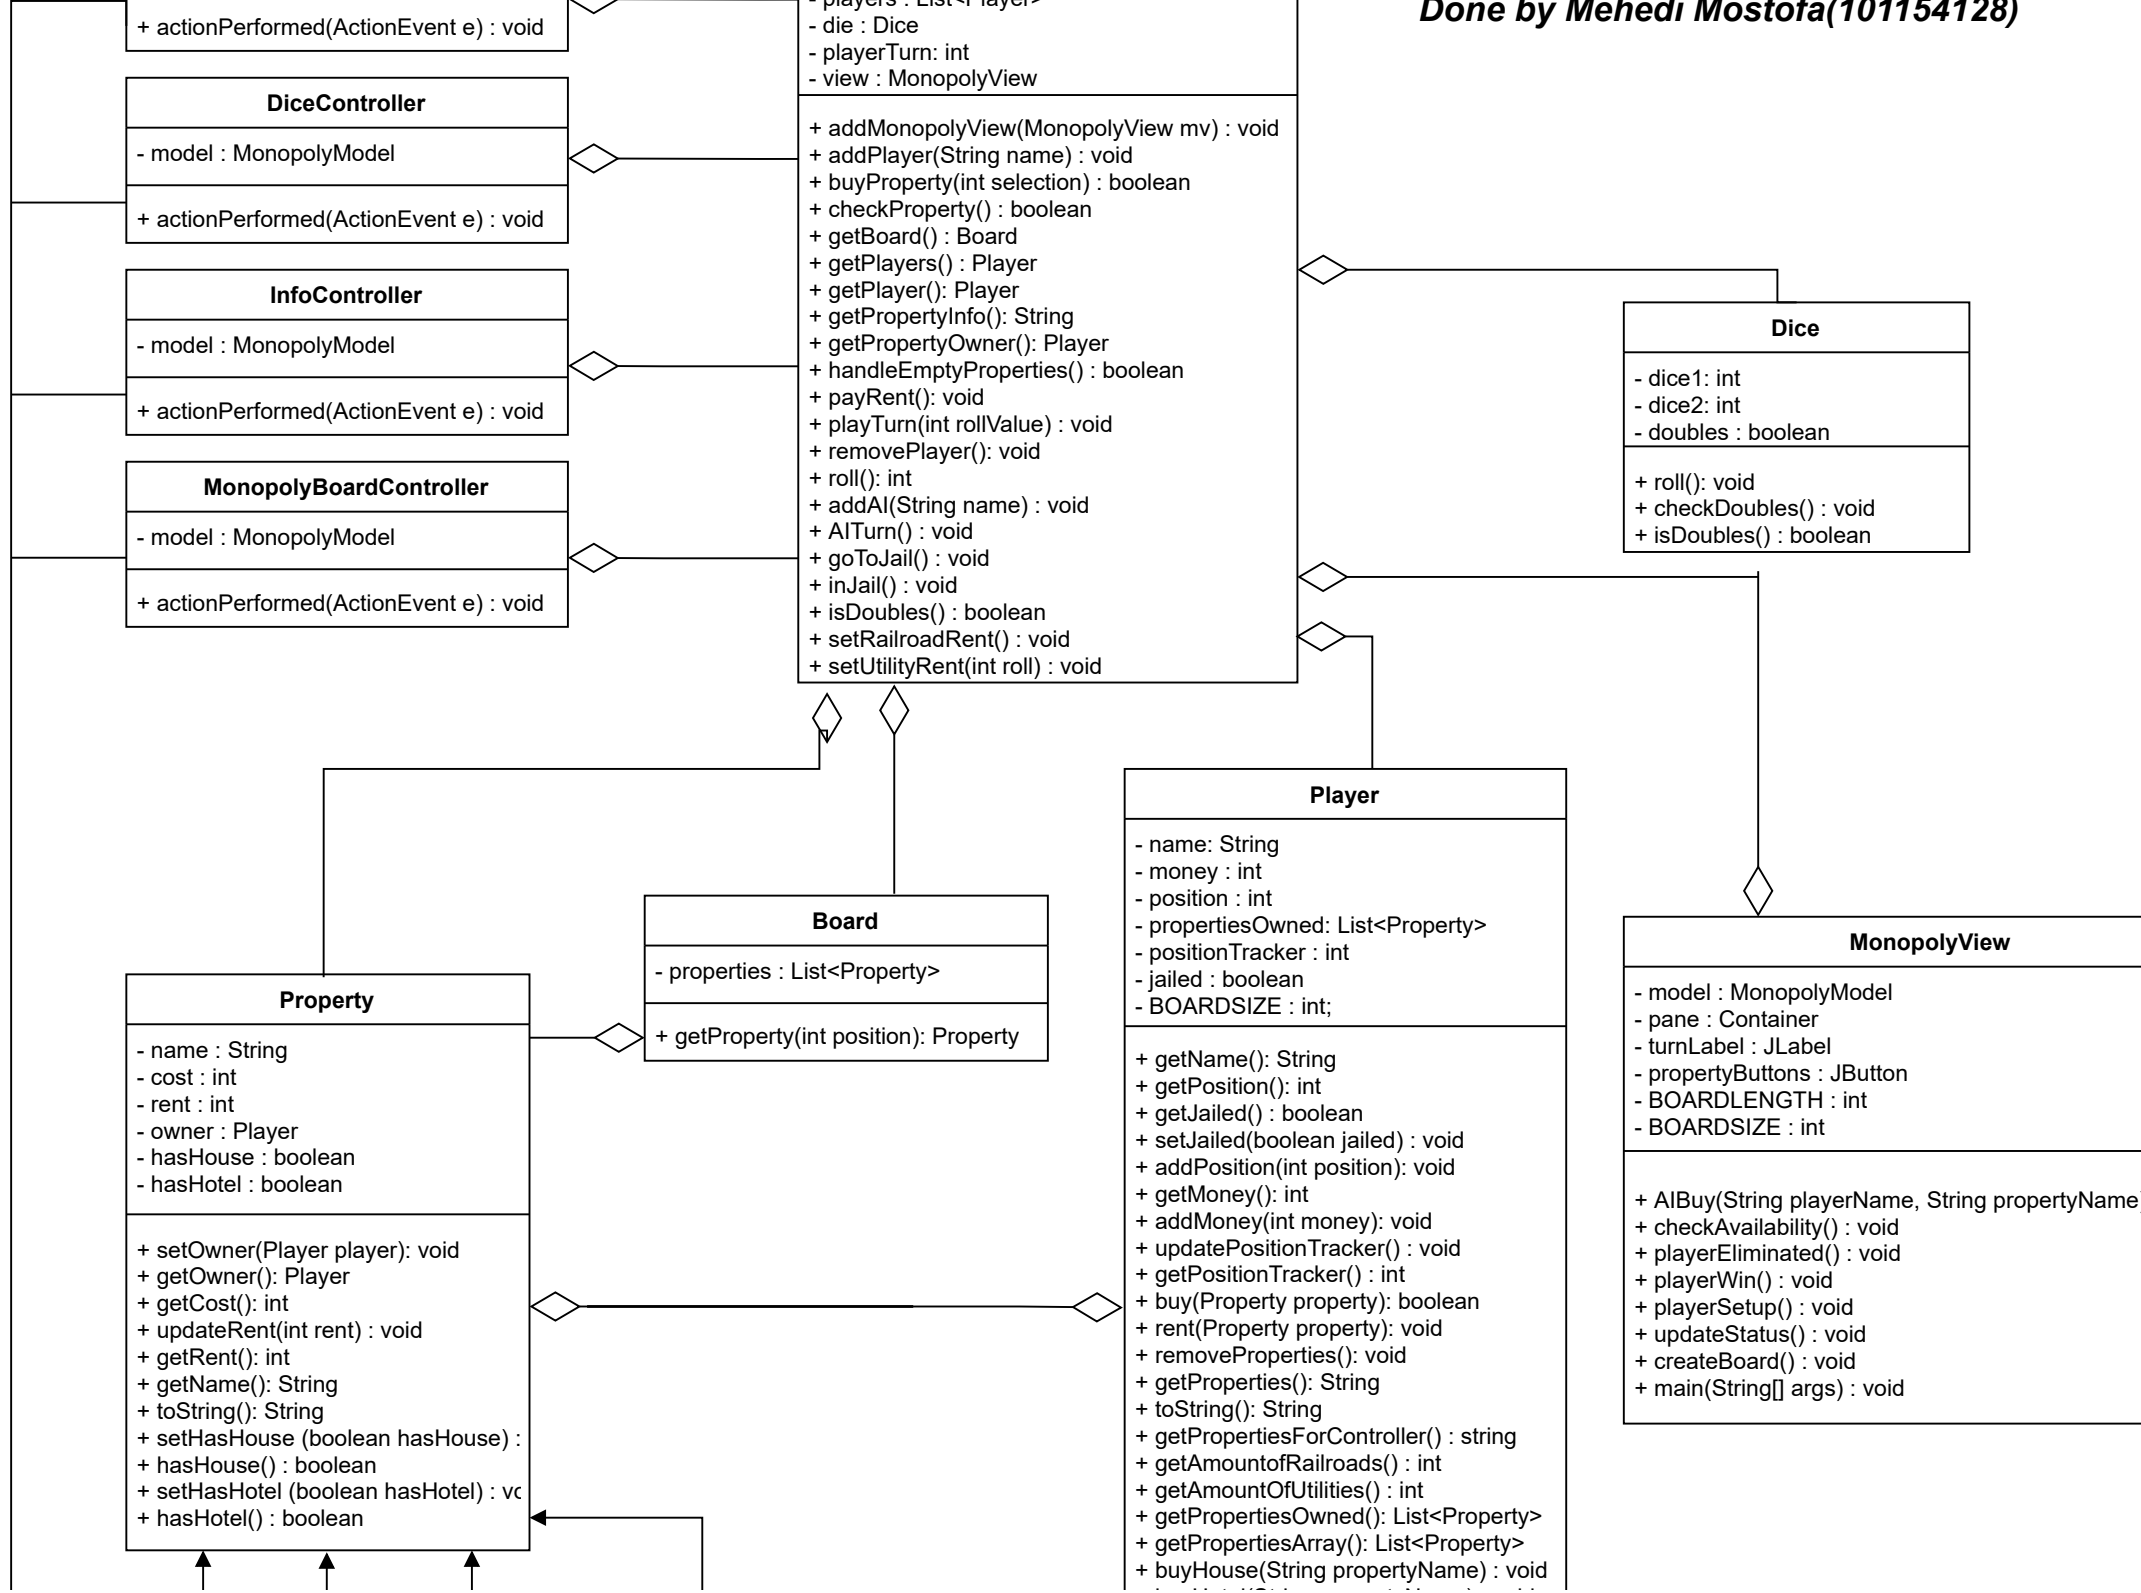 Done by Mehedi Mostofa(101154128)
+ actionPerformed(ActionEvent e) : void
- players : List<Player>
- die : Dice
- playerTurn: int
- view : MonopolyView
DiceController
- model : MonopolyModel
+ actionPerformed(ActionEvent e) : void
InfoController
- model : MonopolyModel
+ actionPerformed(ActionEvent e) : void
MonopolyBoardController
- model : MonopolyModel
+ actionPerformed(ActionEvent e) : void
+ addMonopolyView(MonopolyView mv) : void
+ addPlayer(String name) : void
+ buyProperty(int selection) : boolean
+ checkProperty() : boolean
+ getBoard() : Board
+ getPlayers() : Player
+ getPlayer(): Player
+ getPropertyInfo(): String
+ getPropertyOwner(): Player
+ handleEmptyProperties() : boolean
+ payRent(): void
+ playTurn(int rollValue) : void
+ removePlayer(): void
+ roll(): int
+ addAI(String name) : void
+ AITurn() : void
+ goToJail() : void
+ inJail() : void
+ isDoubles() : boolean
+ setRailroadRent() : void
+ setUtilityRent(int roll) : void
Dice
- dice1: int
- dice2: int
- doubles : boolean
+ roll(): void
+ checkDoubles() : void
+ isDoubles() : boolean
Property
- name : String
- cost : int
- rent : int
- owner : Player
- hasHouse : boolean
- hasHotel : boolean
+ setOwner(Player player): void
+ getOwner(): Player
+ getCost(): int
+ updateRent(int rent) : void
+ getRent(): int
+ getName(): String
+ toString(): String
+ setHasHouse (boolean hasHouse) :
+ hasHouse() : boolean
+ setHasHotel (boolean hasHotel) :
+ hasHotel() : boolean
Board
- properties : List<Property>
+ getProperty(int position): Property
Player
- name: String
- money : int
- position : int
- propertiesOwned: List<Property>
- positionTracker : int
- jailed : boolean
- BOARDSIZE : int;
+ getName(): String
+ getPosition(): int
+ getJailed() : boolean
+ setJailed(boolean jailed) : void
+ addPosition(int position): void
+ getMoney(): int
+ addMoney(int money): void
+ updatePositionTracker() : void
+ getPositionTracker() : int
+ buy(Property property): boolean
+ rent(Property property): void
+ removeProperties(): void
+ getProperties(): String
+ toString(): String
+ getPropertiesForController() : string
+ getAmountofRailroads() : int
+ getAmountOfUtilities() : int
+ getPropertiesOwned(): List<Property>
+ getPropertiesArray(): List<Property>
+ buyHouse(String propertyName) : void
MonopolyView
- model : MonopolyModel
- pane : Container
- turnLabel : JLabel
- propertyButtons : JButton
- BOARDLENGTH : int
- BOARDSIZE : int
+ AIBuy(String playerName, String propertyName)
+ checkAvailability() : void
+ playerEliminated() : void
+ playerWin() : void
+ playerSetup() : void
+ updateStatus() : void
+ createBoard() : void
+ main(String[] args) : void